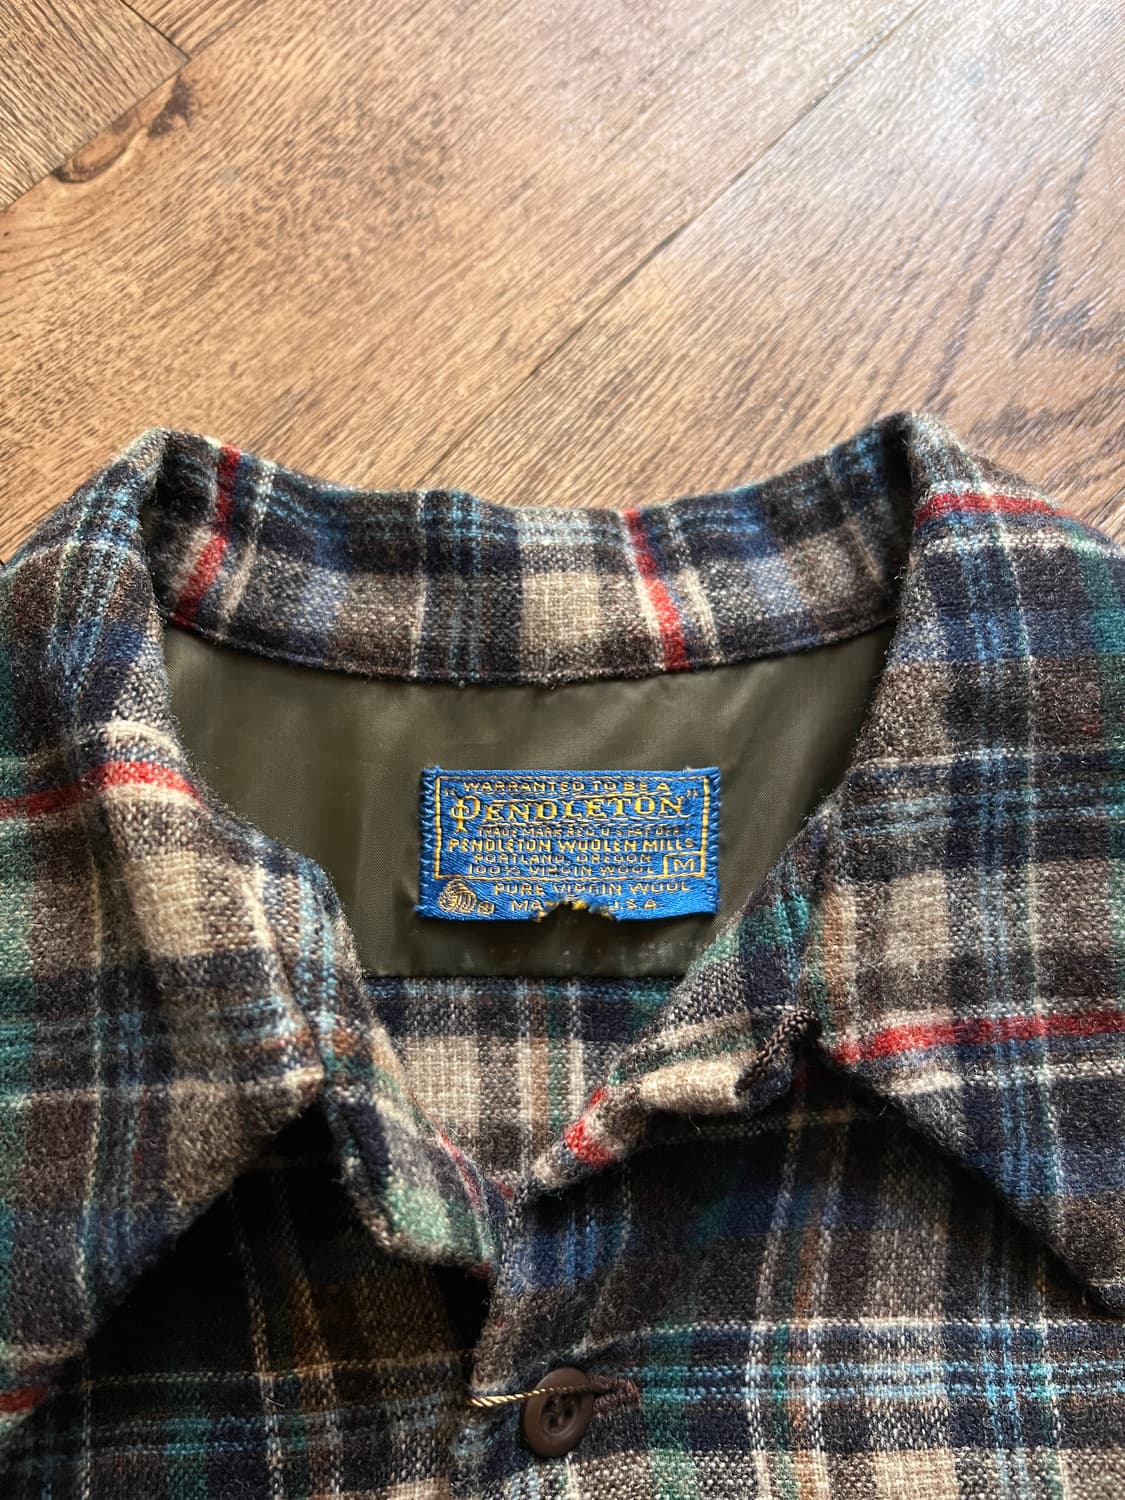 WARRANTED TO BE A
"PENDLETON"
TRADE MARK REG. U.S. PAT. OFF.
PENDLETON WOOLEN MILLS
PORTLAND, OREGON
100% VIRGIN WOOL M
PURE VIRGIN WOOL
MA U.S.A.